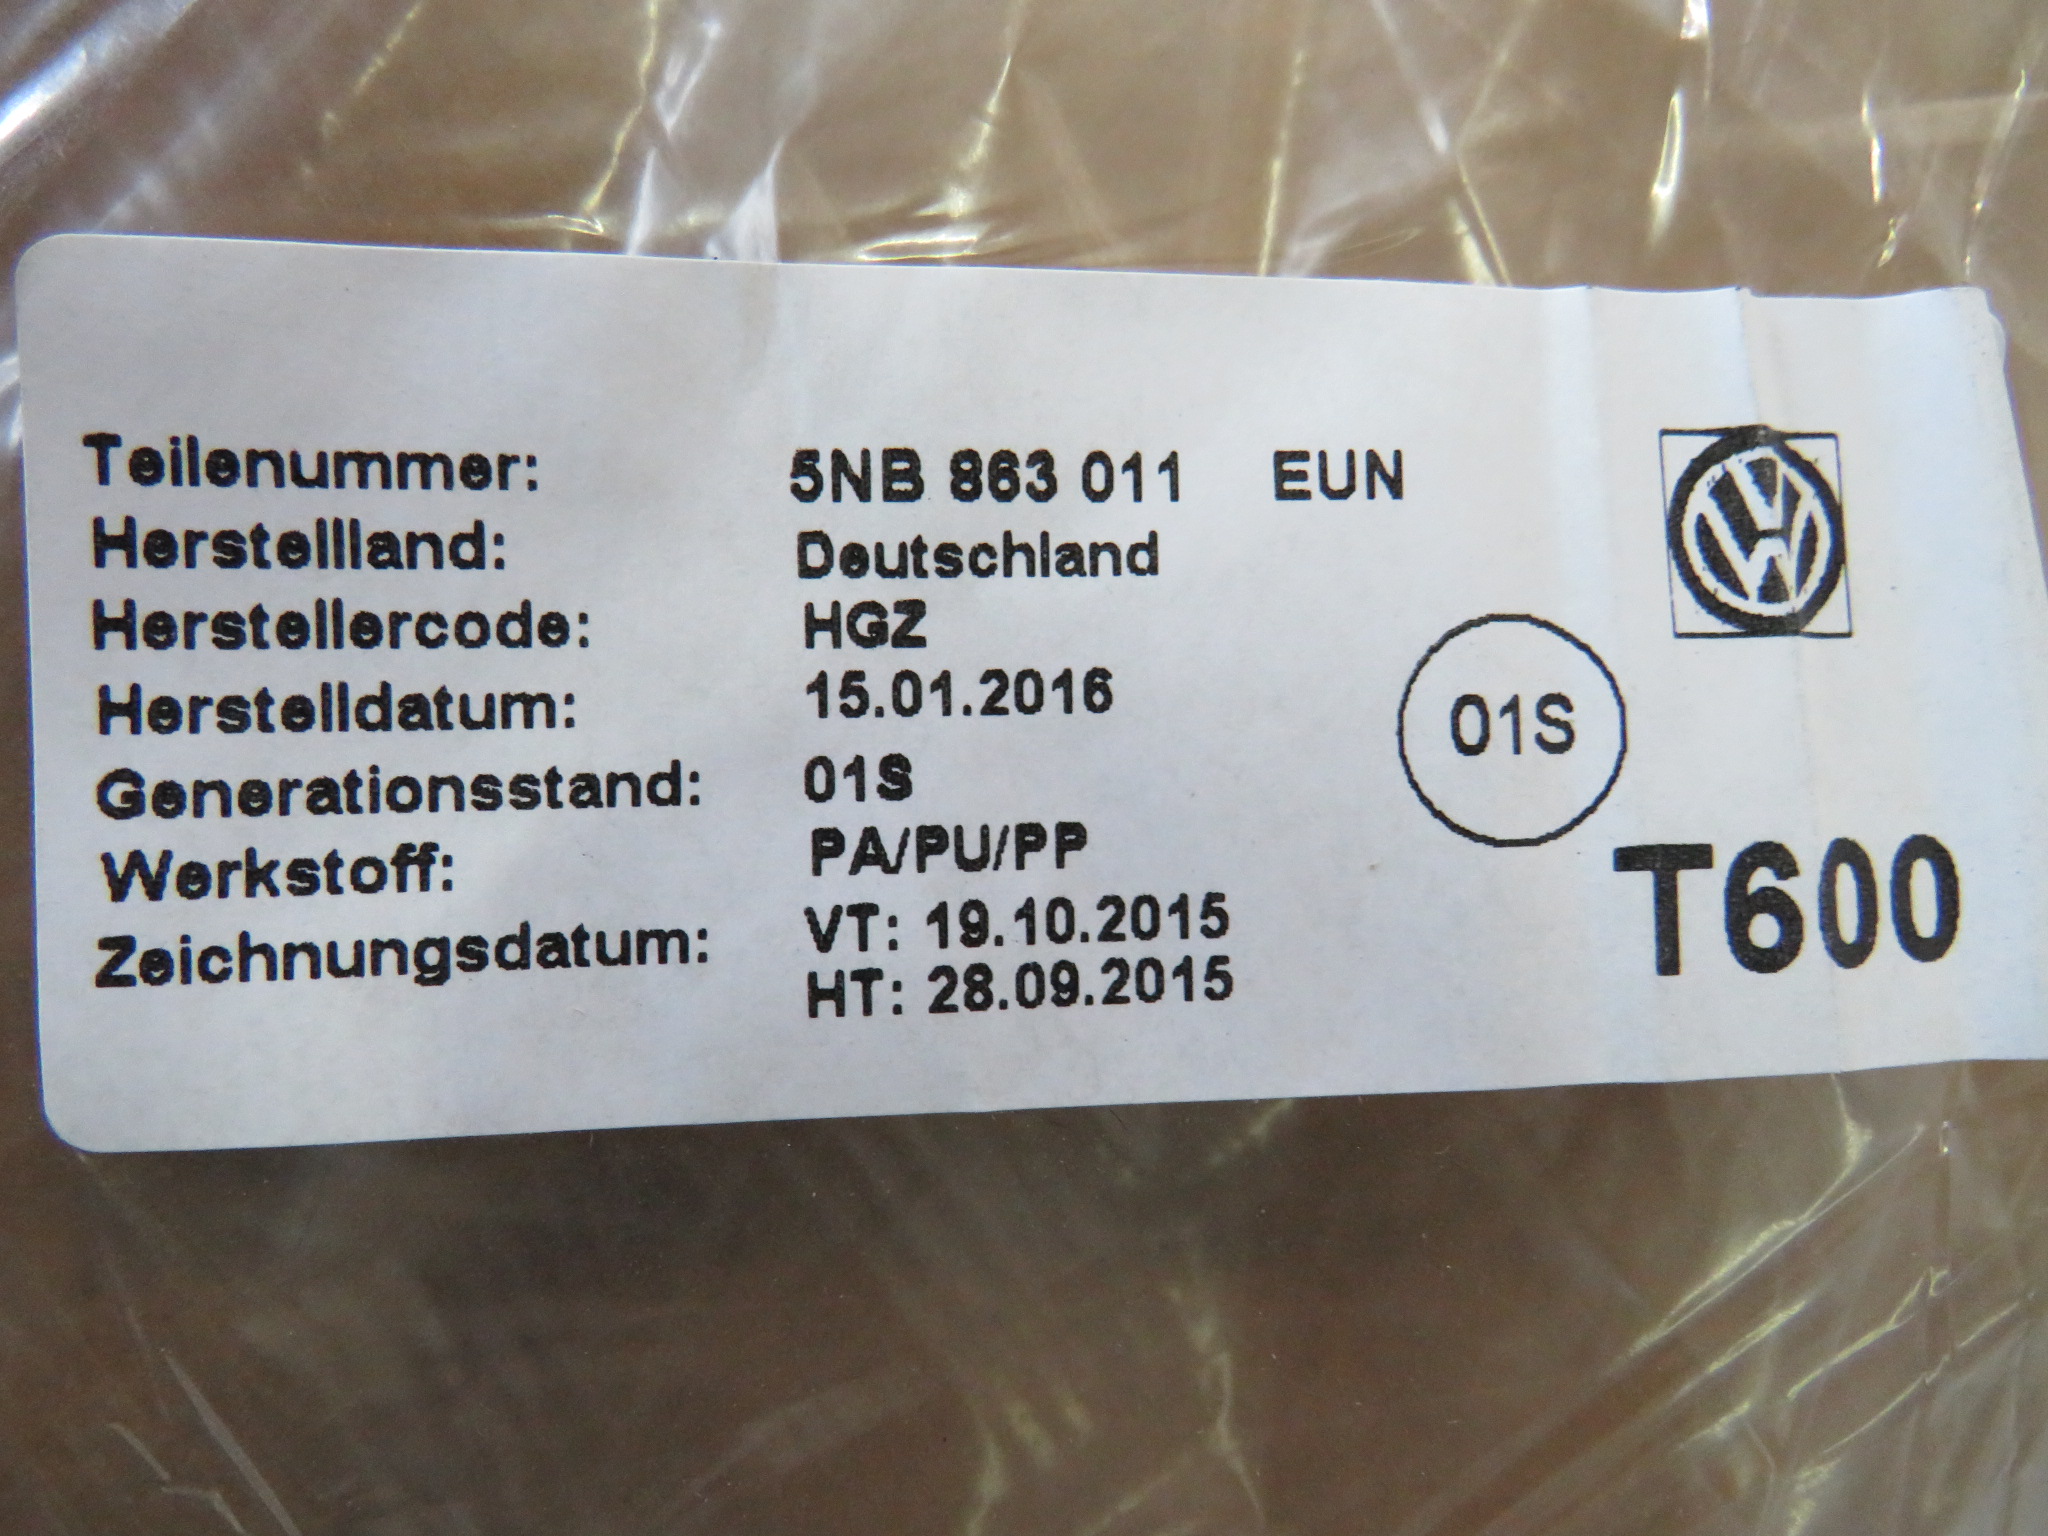 Teilenummer: 5NB 863 011 EUN
Herstellland: Deutschland
Herstellercode: HGZ
Herstelldatum: 15.01.2016
Generationsstand: 01S
Werkstoff: PA/PU/PP
Zeichnungsdatum: VT: 19.10.2015
HT: 28.09.2015
01S
T600